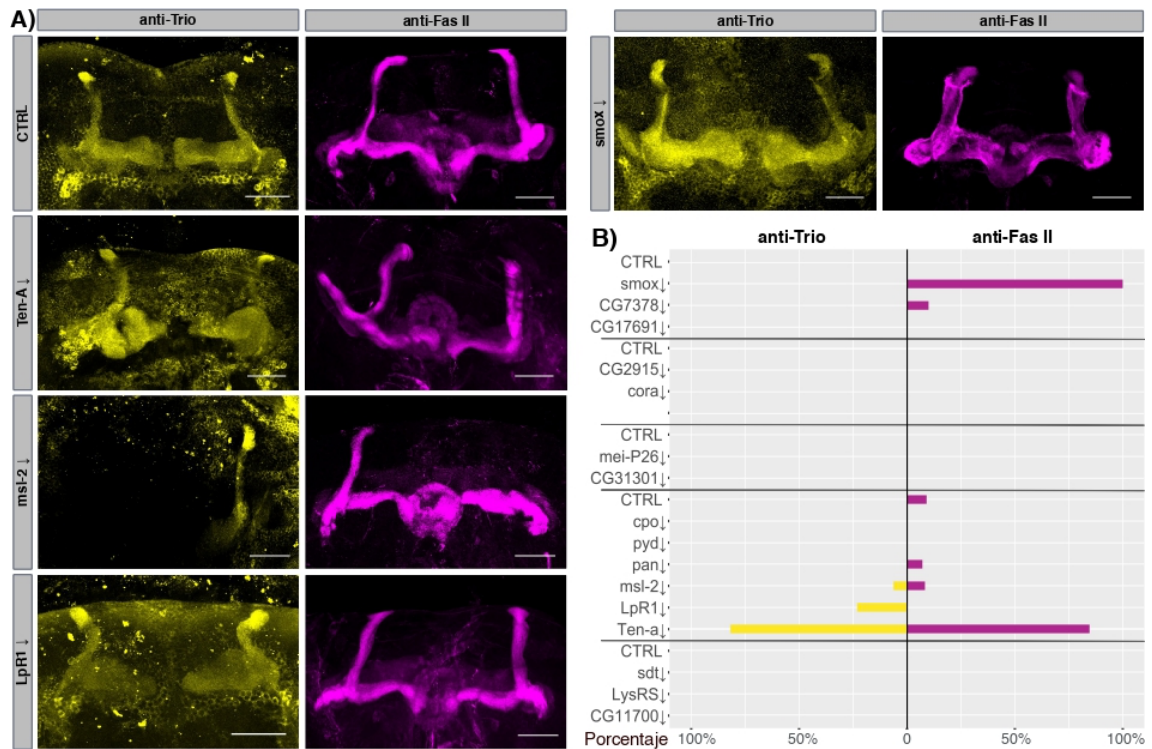 A)
anti-Trio
anti-Fas II
CTRL
Ten-A ↓
msl-2 ↓
LpR1 ↓
anti-Trio
anti-Fas II
smox ↓
B)
anti-Trio
anti-Fas II
CTRL
smox↓
CG7378↓
CG17691↓
CTRL
CG2915↓
cora↓
CTRL
mei-P26↓
CG31301↓
CTRL
cpo↓
pyd↓
pan↓
msl-2↓
LpR1↓
Ten-a↓
CTRL
sdt↓
LysRS↓
CG11700↓
Porcentaje 100% 50% 0 50% 100%